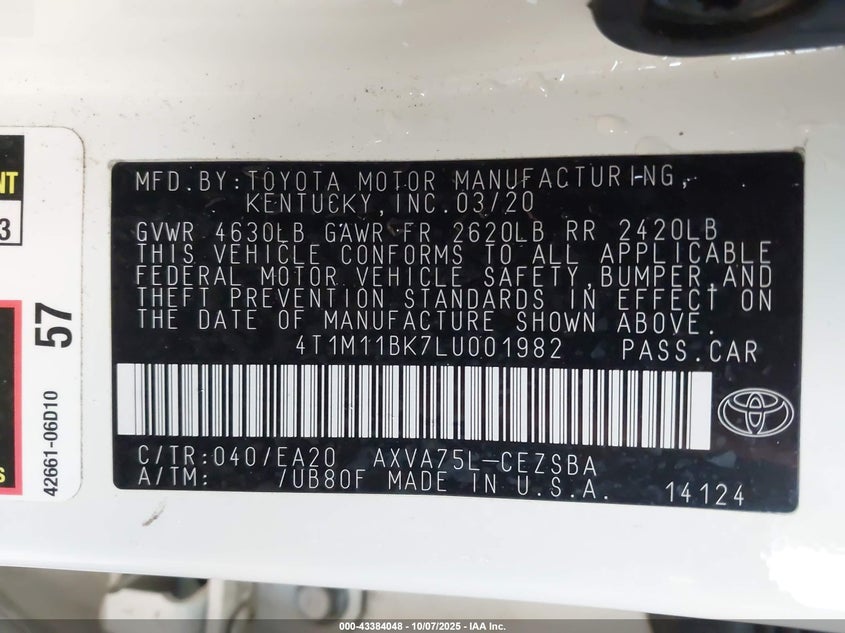 MFD.BY:TOYOTA MOTOR MANUFACTURING,
KENTUCKY,INC.03/20
GVWR 4630LB GAWR FR 2620LB RR 2420LB
THIS VEHICLE CONFORMS TO ALL APPLICABLE
FEDERAL MOTOR VEHICLE SAFETY,BUMPER,AND
THEFT PREVENTION STANDARDS IN EFFECT ON
THE DATE OF MANUFACTURE SHOWN ABOVE.
4T1M11BK7LU001982 PASS.CAR
C/TR:040/EA20 AXVA75L-CEZSBA
A/TM: /UB80F MADE IN U.S.A. 14124
NT
3
S
57
42661-06D10
000-43384048 - 10/07/2025 - IAA Inc.